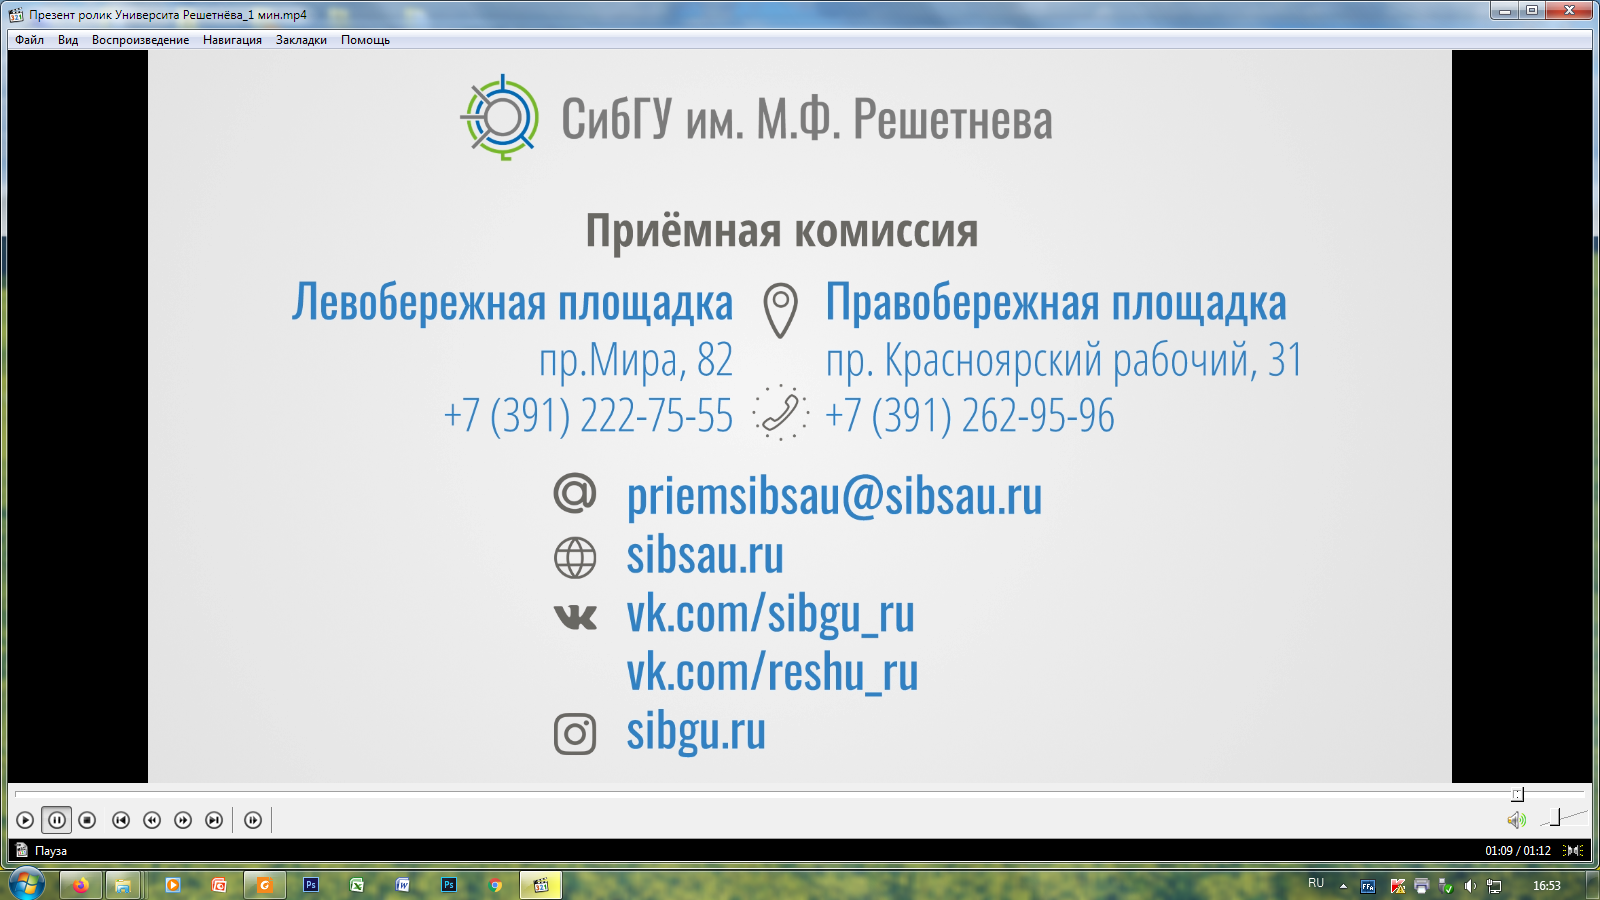 Презент ролик Университа Решетнёва_1 мин.mp4
Файл Вид Воспроизведение Навигация Закладки Помощь
СибГУ им. М.Ф. Решетнева
Приёмная комиссия
Левобережная площадка
пр.Мира, 82
+7 (391) 222-75-55
Правобережная площадка
пр. Красноярский рабочий, 31
+7 (391) 262-95-96
priemsibsau@sibsau.ru
sibsau.ru
vk.com/sibgu_ru
vk.com/reshu_ru
sibgu.ru
Пауза
01:09 / 01:12
RU
16:53